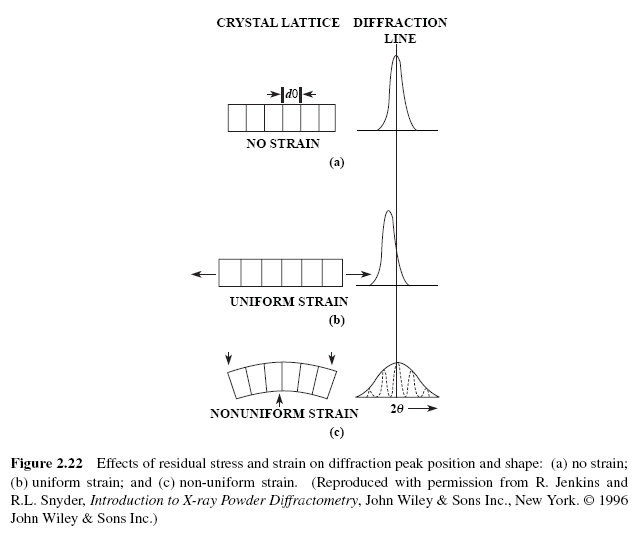 CRYSTAL LATTICE DIFFRACTION
LINE
d0
NO STRAIN
(a)
UNIFORM STRAIN
(b)
NONUNIFORM STRAIN
2θ
(c)
Figure 2.22 Effects of residual stress and strain on diffraction peak position and shape: (a) no strain;
(b) uniform strain; and (c) non-uniform strain. (Reproduced with permission from R. Jenkins and
R.L. Snyder, Introduction to X-ray Powder Diffractometry, John Wiley & Sons Inc., New York. © 1996
John Wiley & Sons Inc.)